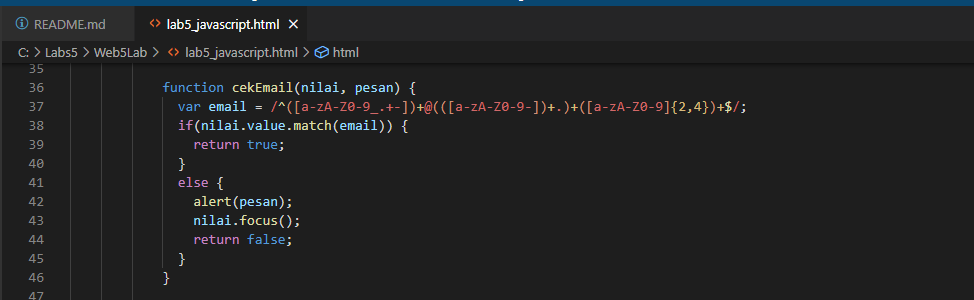 README.md lab5_javascript.html
C: > Labs5 > Web5Lab > lab5_javascript.html > html
35
36 function cekEmail(nilai, pesan) {
37 var email = /^([a-zA-Z0-9_.+-])+@(([a-zA-Z0-9-])+.)+([a-zA-Z0-9]{2,4})+$/;
38 if(nilai.value.match(email)) {
39 return true;
40 }
41 else {
42 alert(pesan);
43 nilai.focus();
44 return false;
45 }
46 }
47